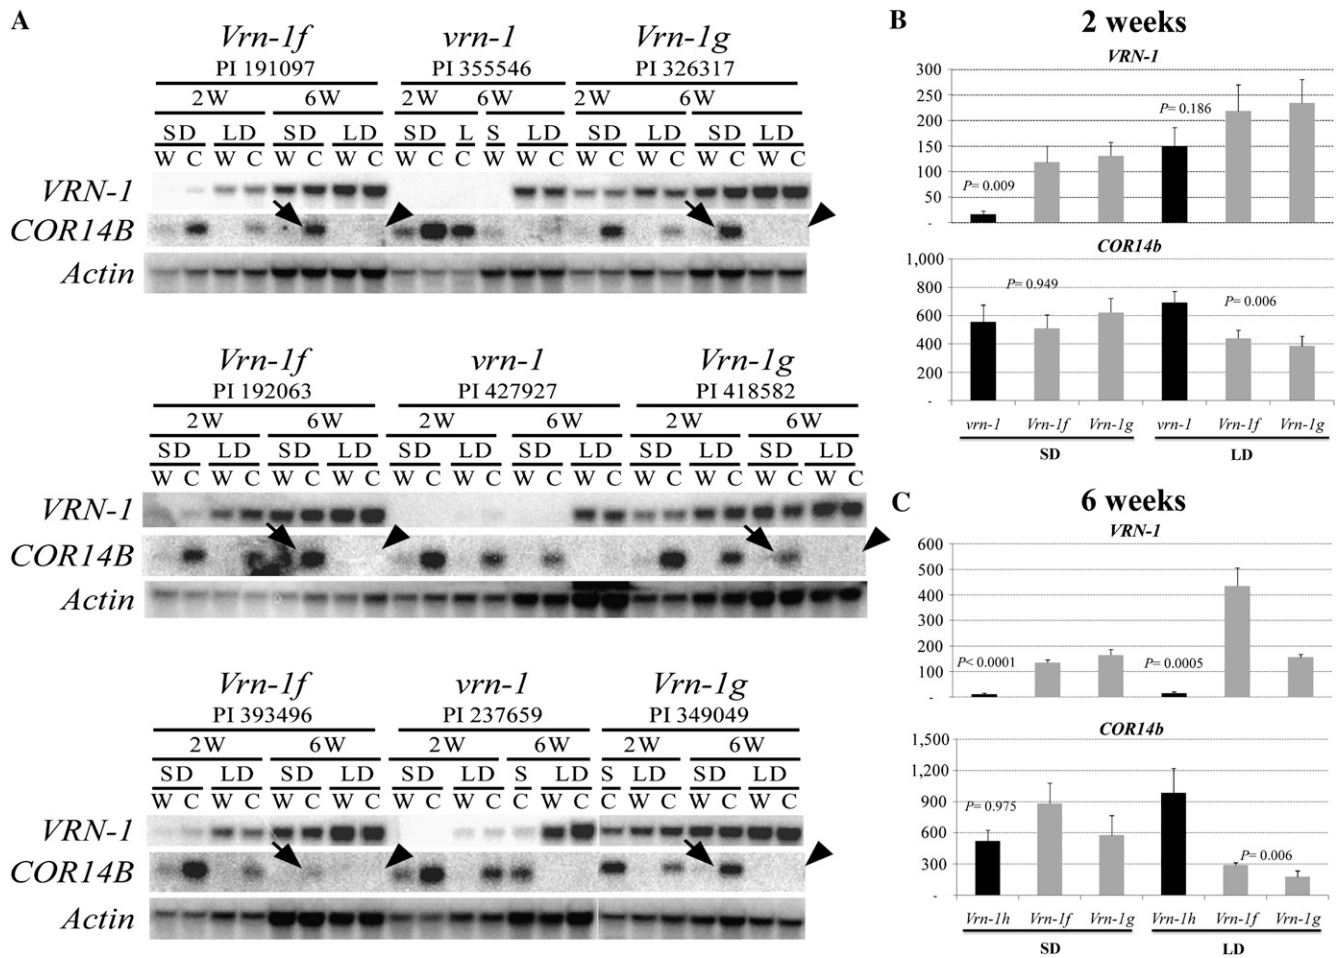 A
Vrn-1f vrn-1 Vrn-1g
PI 191097 PI 355546 PI 326317
2W 6W 2W 6W 2W 6W
SD LD SD LD SD L S LD SD LD SD LD
W C W C W C W C W C C W W C W C W C W C W C
VRN-1
COR14B
Actin
Vrn-1f vrn-1 Vrn-1g
PI 192063 PI 427927 PI 418582
2W 6W 2W 6W 2W 6W
SD LD SD LD SD LD SD LD SD LD SD LD
W C W C W C W C W C W C W C W C W C W C W C W C
VRN-1
COR14B
Actin
Vrn-1f vrn-1 Vrn-1g
PI 393496 PI 237659 PI 349049
2W 6W 2W 6W 2W 6W
SD LD SD LD SD LD S LD S LD SD LD
W C W C W C W C W C W C C W C C W C W C W C
VRN-1
COR14B
Actin
B
2 weeks
VRN-1
300
250
200
150
100
50
-
P= 0.009
P= 0.186
COR14b
1,000
800
600
400
200
-
P= 0.949
P= 0.006
vrn-1 Vrn-1f Vrn-1g vrn-1 Vrn-1f Vrn-1g
SD LD
C
6 weeks
VRN-1
600
500
400
300
200
100
-
P< 0.0001
P= 0.0005
COR14b
1,500
1,200
900
600
300
-
P= 0.975
P= 0.006
Vrn-1h Vrn-1f Vrn-1g Vrn-1h Vrn-1f Vrn-1g
SD LD